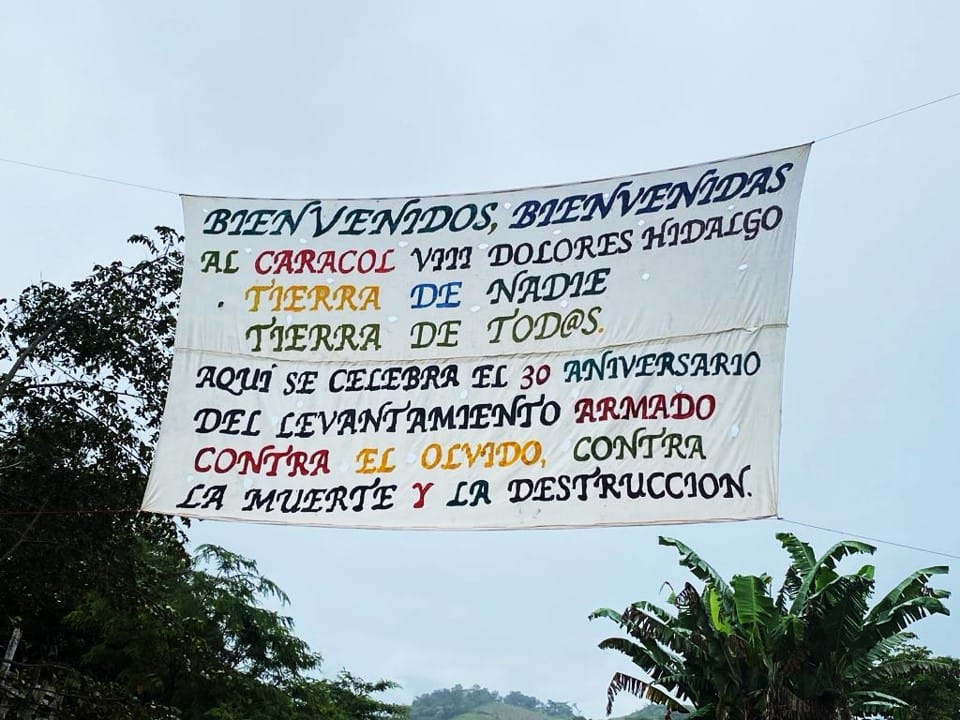 BIENVENIDOS, BIENVENIDAS
AL CARACOL VIII DOLORES HIDALGO
TIERRA DE NADIE
TIERRA DE TOD@S.
AQUÍ SE CELEBRA EL 30 ANIVERSARIO
DEL LEVANTAMIENTO ARMADO
CONTRA EL OLVIDO, CONTRA
LA MUERTE Y LA DESTRUCCION.